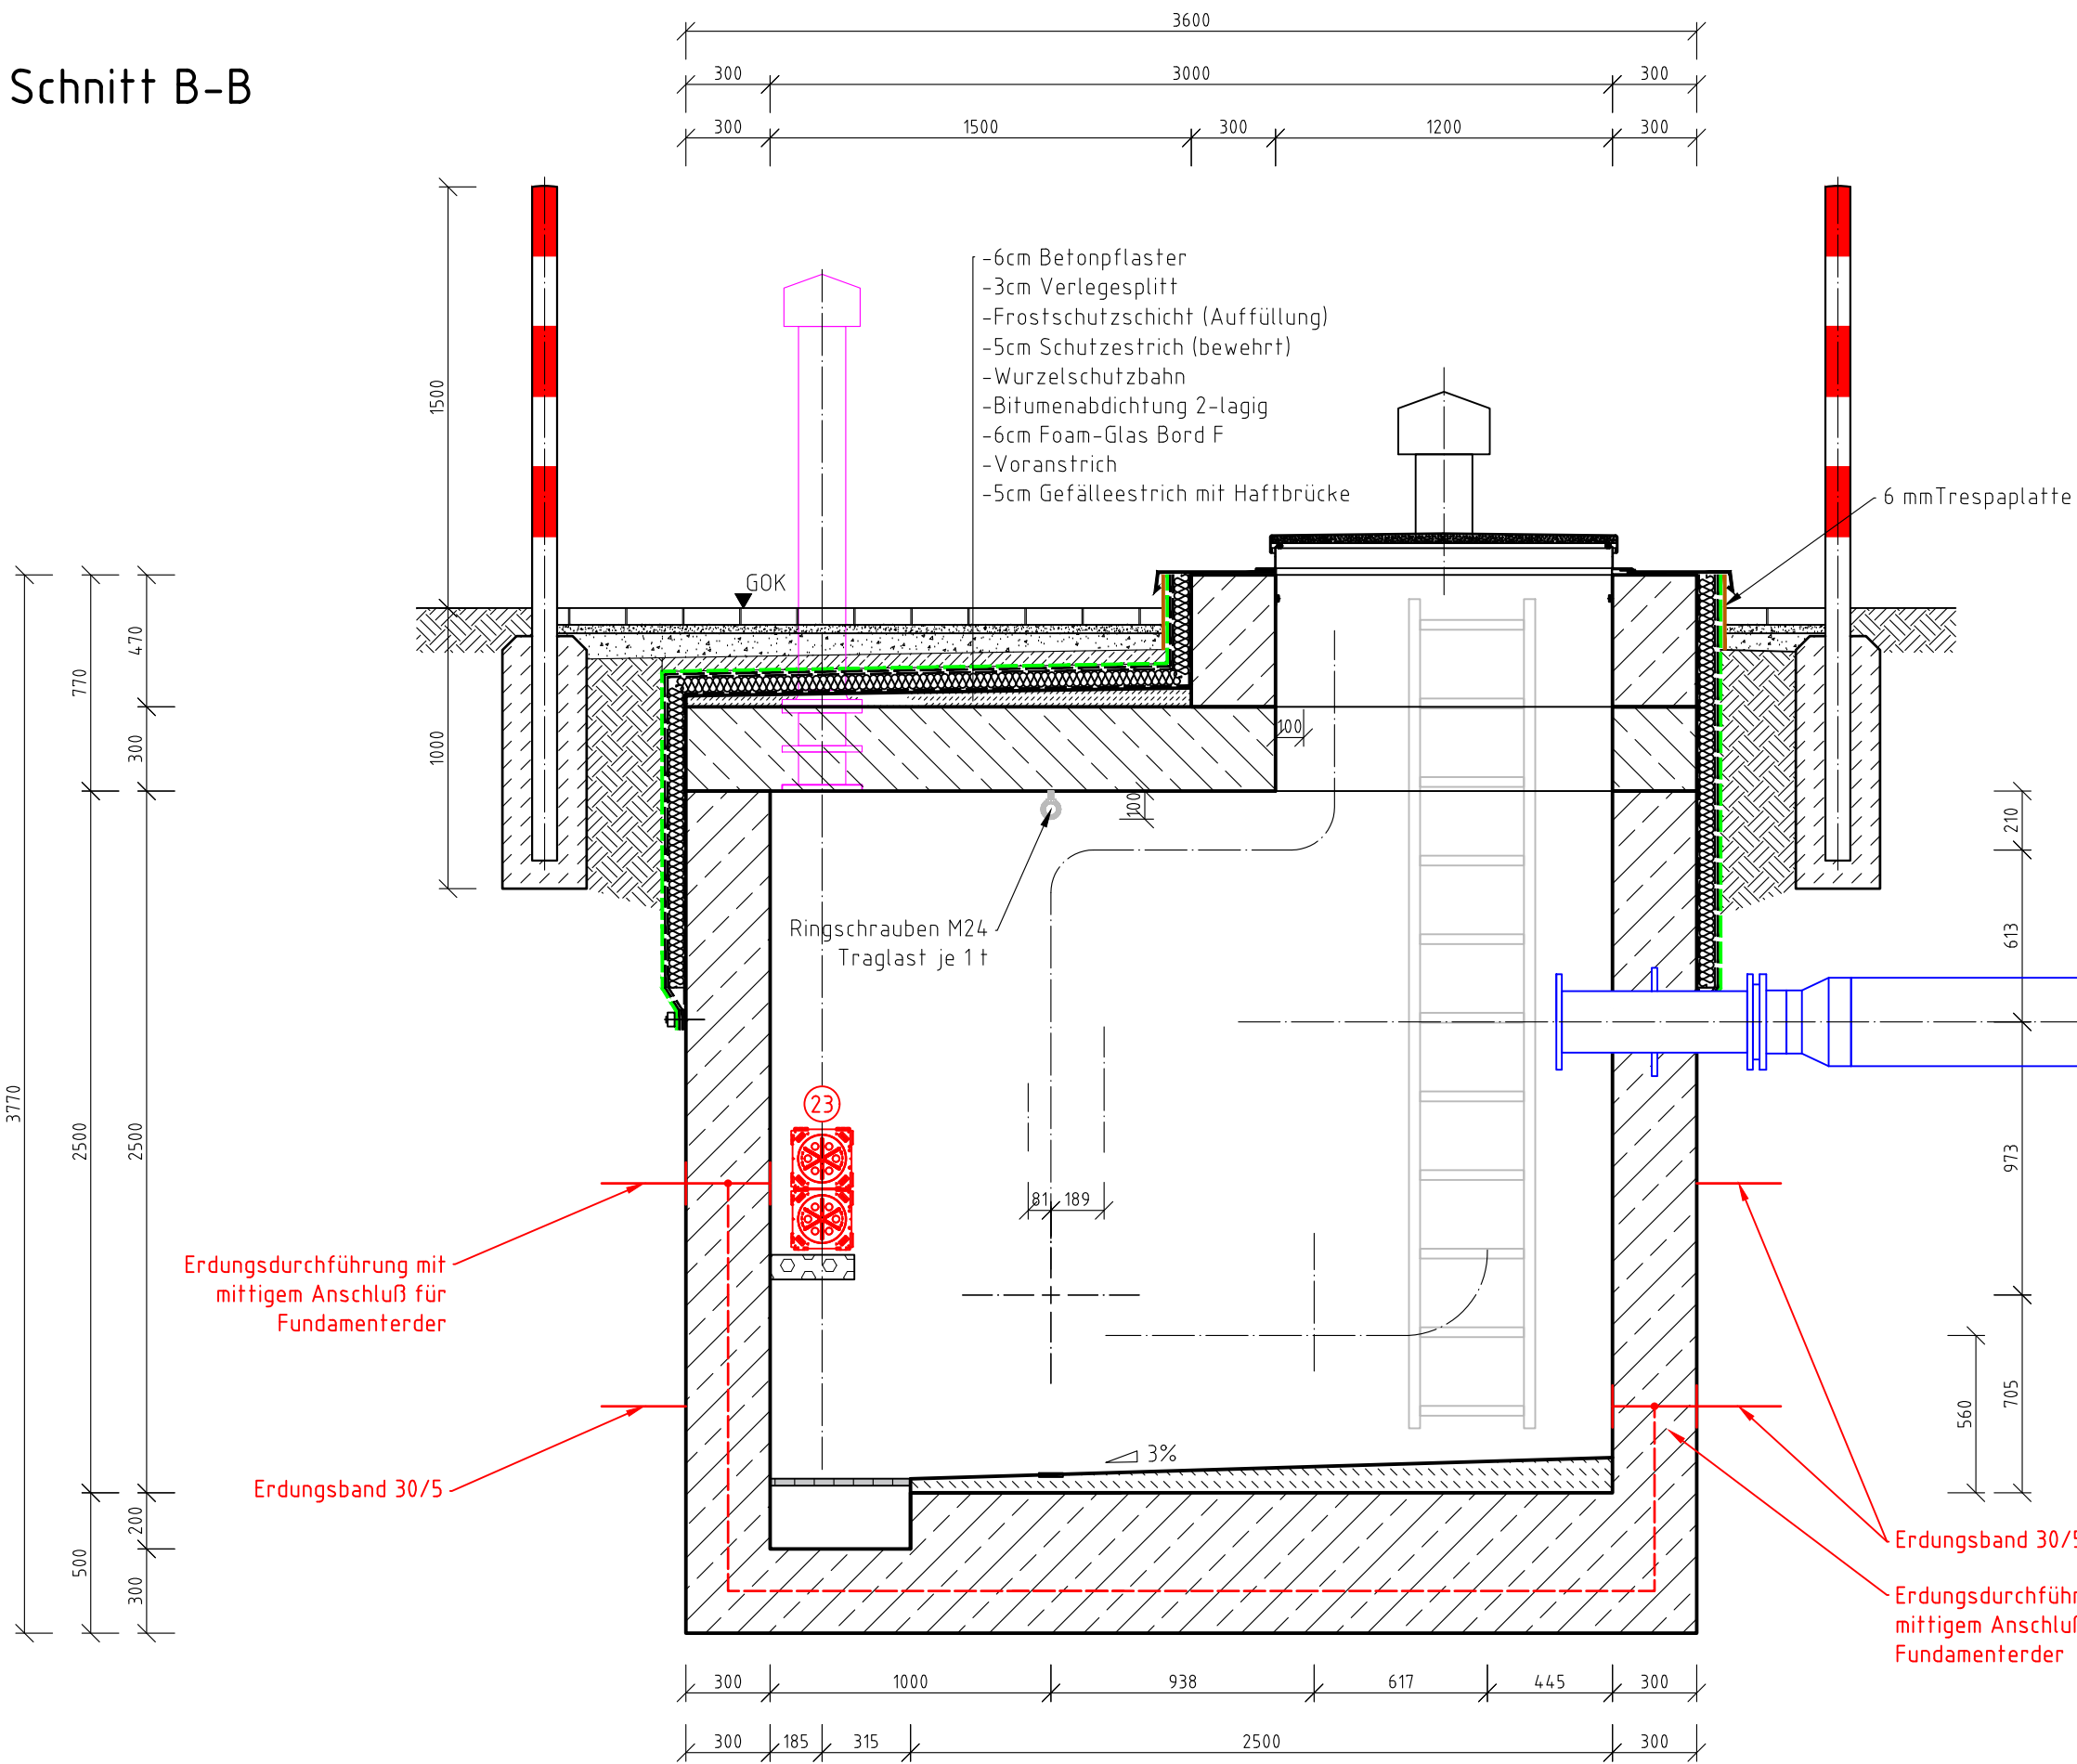 Schnitt B-B
3600
300
3000
300
300
1500
300
1200
300
-6cm Betonpflaster
-3cm Verlegesplitt
-Frostschutzschicht (Auffüllung)
-5cm Schutzestrich (bewehrt)
-Wurzelschutzbahn
-Bitumenabdichtung 2-lagig
-6cm Foam-Glas Bord F
-Voranstrich
-5cm Gefälleestrich mit Haftbrücke
6 mmTrespaplatte
1500
1000
GOK
470
770
300
100
100
210
613
Ringschrauben M24
Traglast je 1 t
3770
2500
2500
23
973
81
189
Erdungsdurchführung mit
mittigem Anschluß für
Fundamenterder
560
705
3%
Erdungsband 30/5
200
500
300
Erdungsband 30/5
Erdungsdurchführ
mittigem Anschluß
Fundamenterder
300
1000
938
617
445
300
300
185
315
2500
300